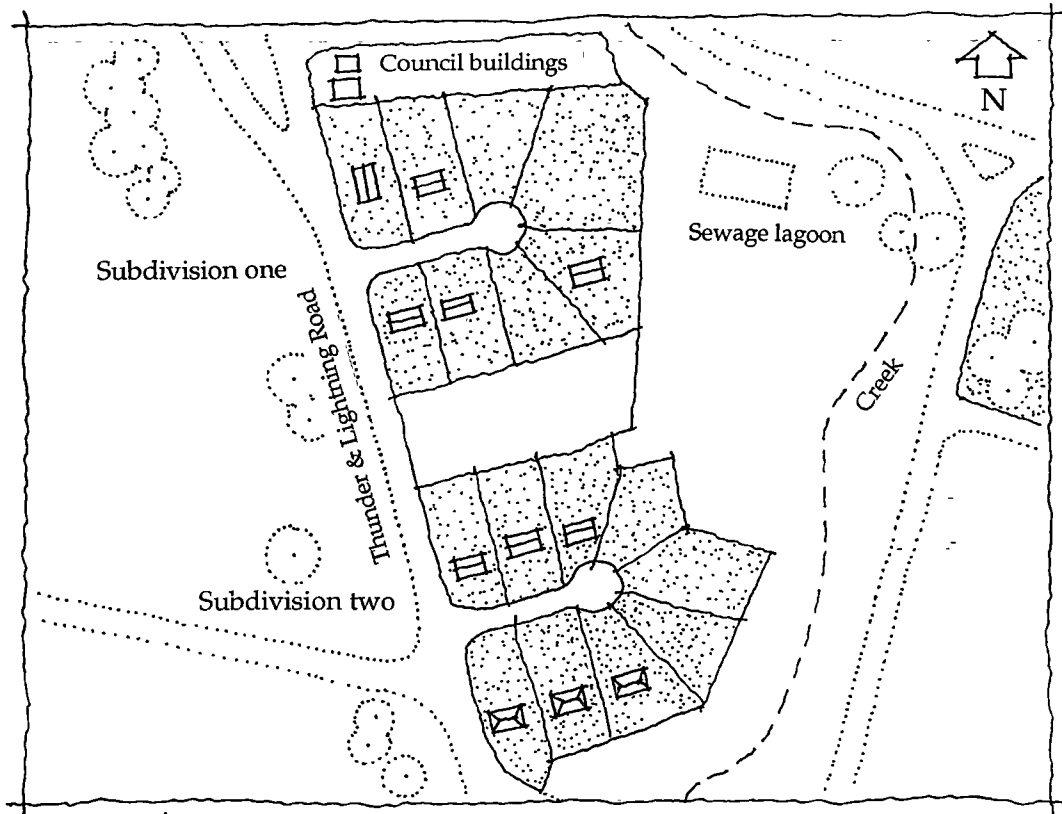 Council buildings
N
Sewage lagoon
Subdivision one
Thunder & Lightning Road
Creek
Subdivision two